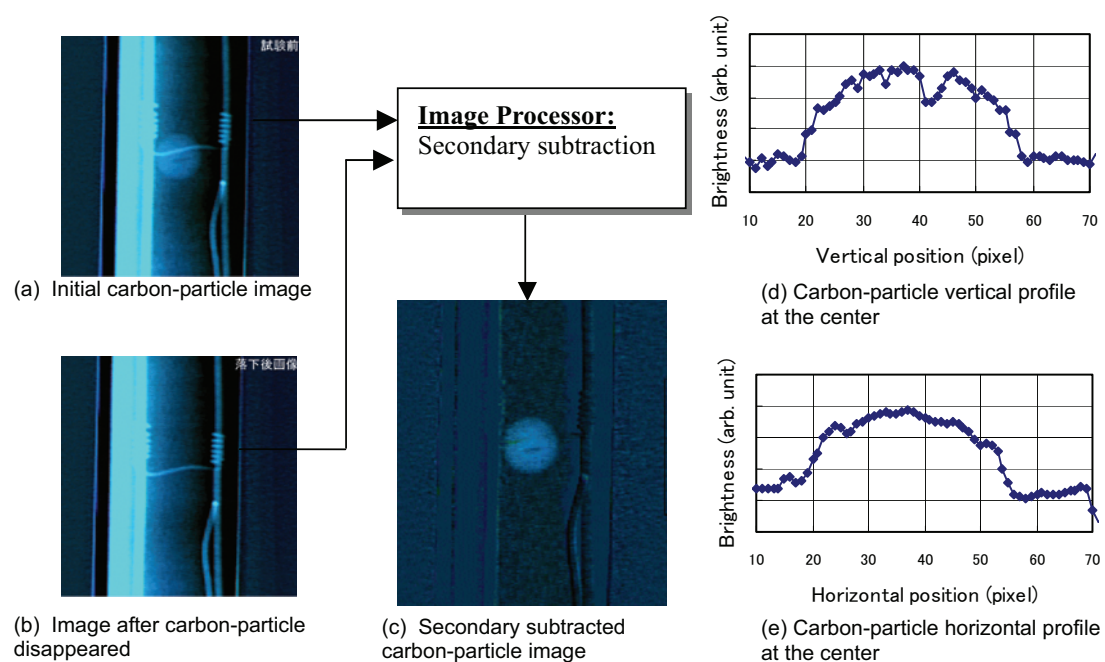 試験前
Image Processor:
Secondary subtraction
(a) Initial carbon-particle image
落下後画像
(b) Image after carbon-particle
disappeared
(c) Secondary subtracted
carbon-particle image
Brightness (arb. unit)
10 20 30 40 50 60 70
Vertical position (pixel)
(d) Carbon-particle vertical profile
at the center
Brightness (arb. unit)
10 20 30 40 50 60 70
Horizontal position (pixel)
(e) Carbon-particle horizontal profile
at the center